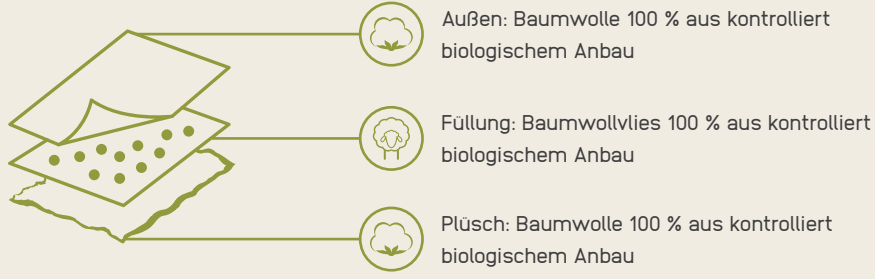 Außen: Baumwolle 100 % aus kontrolliert
biologischem Anbau
Füllung: Baumwollvlies 100 % aus kontrolliert
biologischem Anbau
Plüsch: Baumwolle 100 % aus kontrolliert
biologischem Anbau